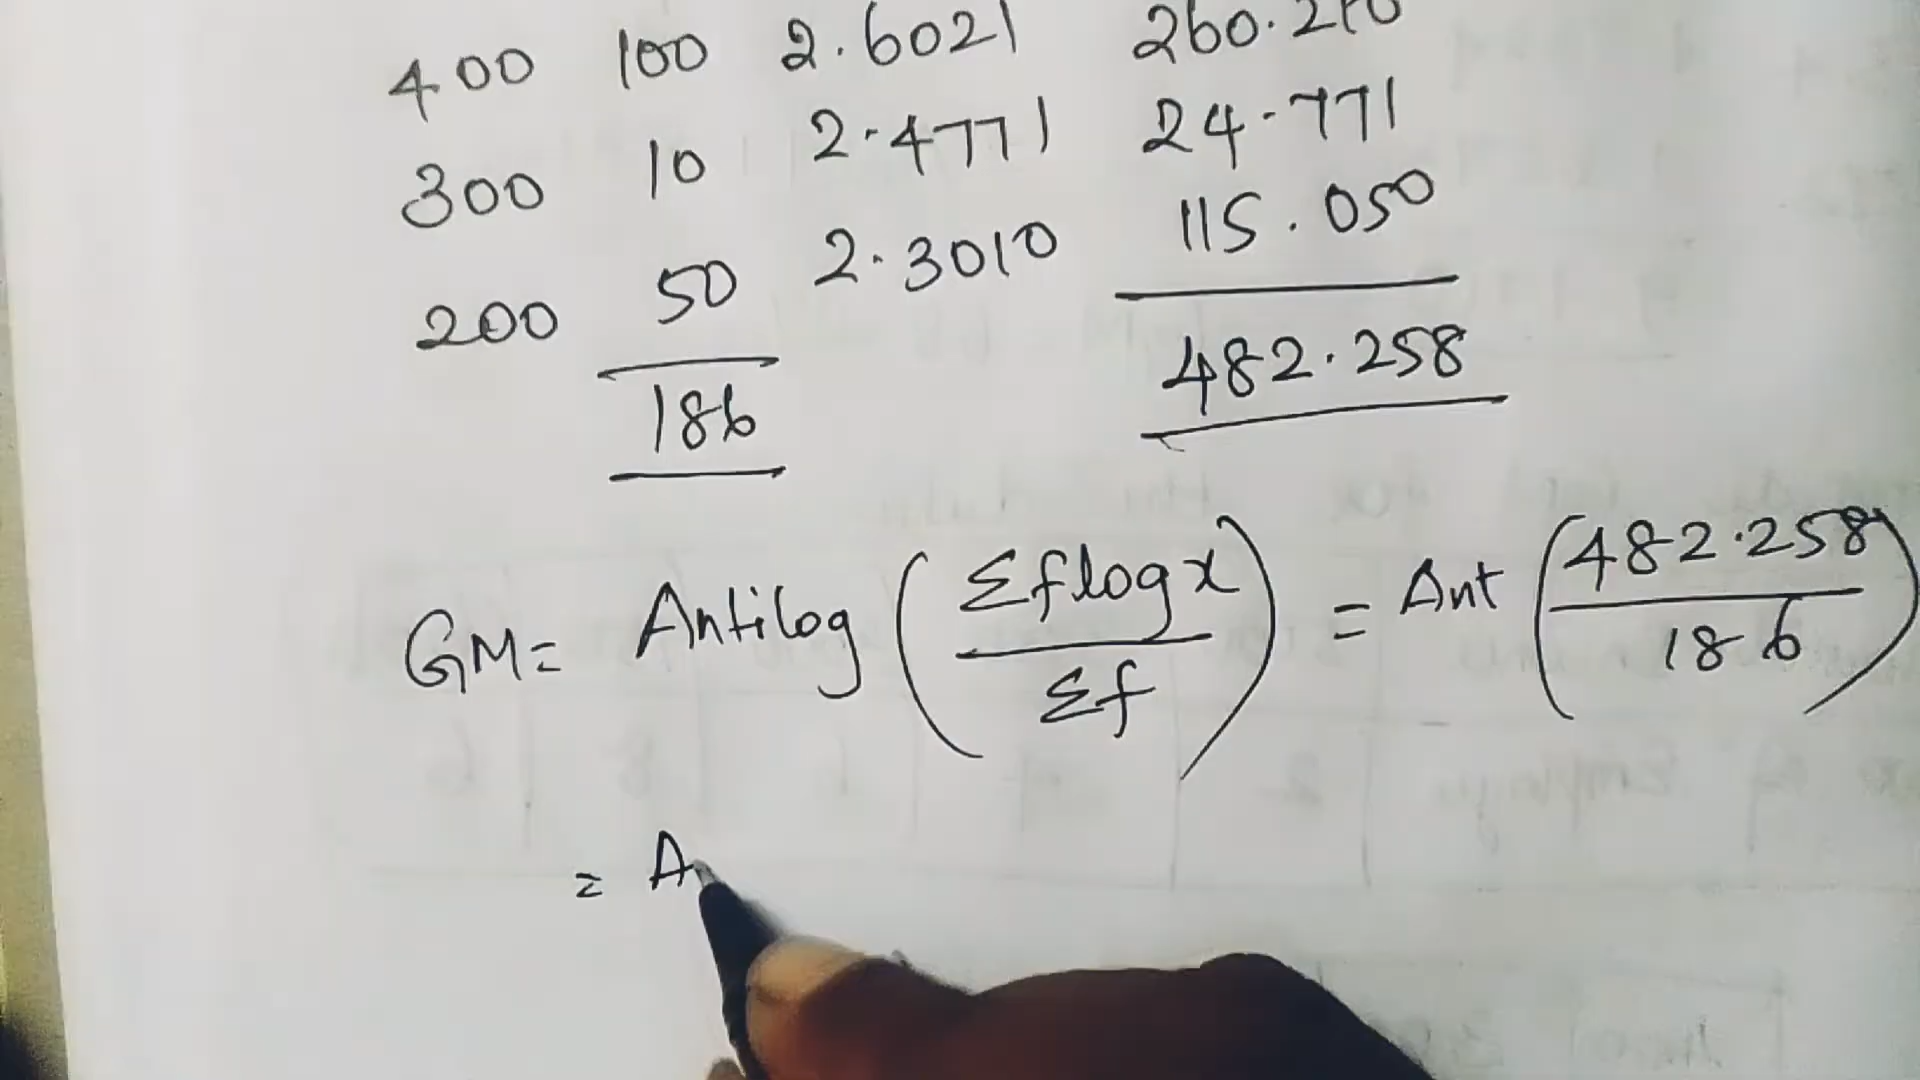 400 100 2.6021 260.210
300 10 2.4771 24.771
200 50 2.3010 115.050
186 482.258
GM = Antilog (Σf log x / Σf) = Ant (482.258 / 186)
= A